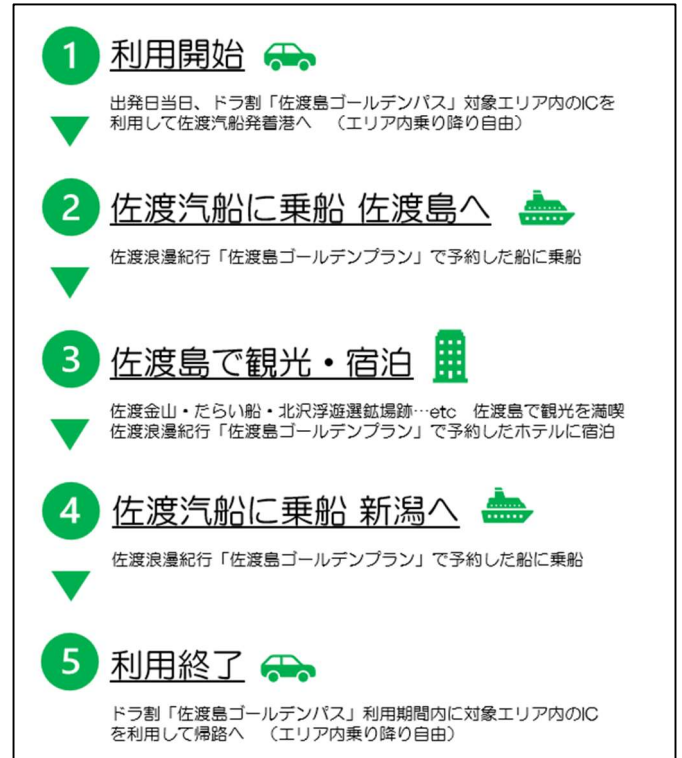 1 利用開始
出発日当日、ドラ割「佐渡島ゴールデンパス」対象エリア内のICを
利用して佐渡汽船発着港へ （エリア内乗り降り自由）
2 佐渡汽船に乗船 佐渡島へ
佐渡浪漫紀行「佐渡島ゴールデンプラン」で予約した船に乗船
3 佐渡島で観光・宿泊
佐渡金山・たらい船・北沢浮遊選鉱場跡…etc 佐渡島で観光を満喫
佐渡浪漫紀行「佐渡島ゴールデンプラン」で予約したホテルに宿泊
4 佐渡汽船に乗船 新潟へ
佐渡浪漫紀行「佐渡島ゴールデンプラン」で予約した船に乗船
5 利用終了
ドラ割「佐渡島ゴールデンパス」利用期間内に対象エリア内のIC
を利用して帰路へ （エリア内乗り降り自由）